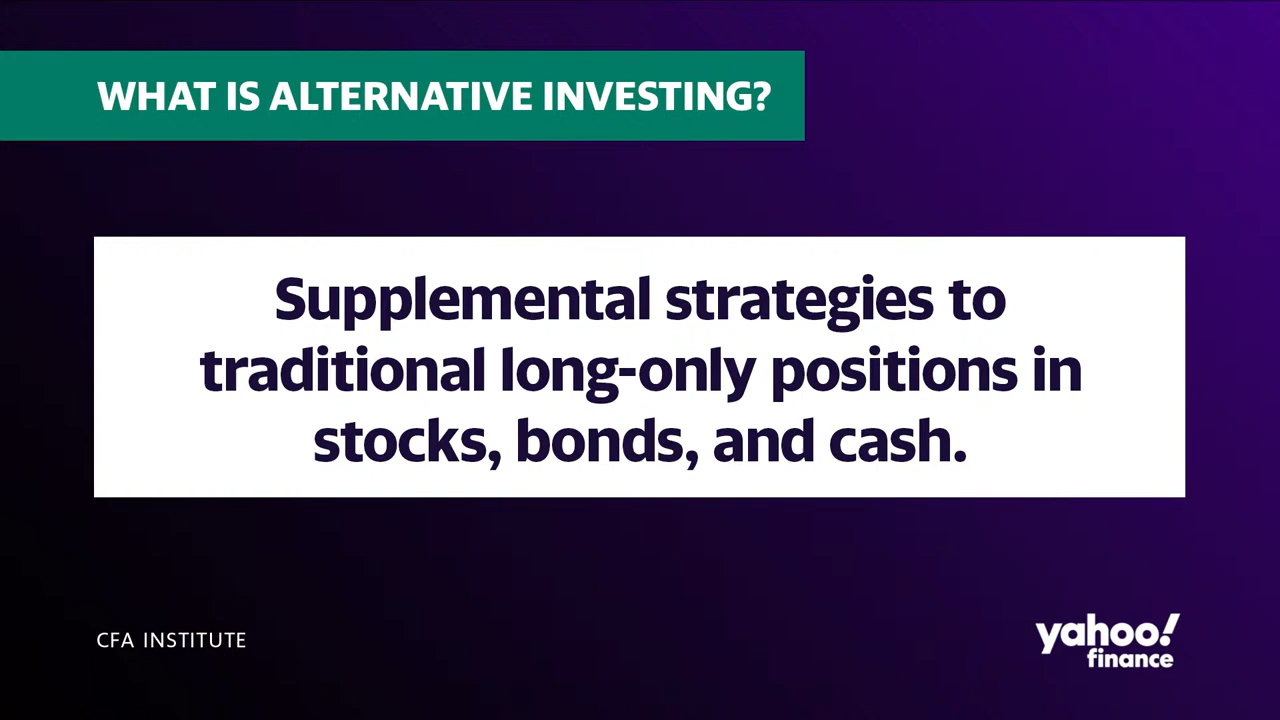 WHAT IS ALTERNATIVE INVESTING?
Supplemental strategies to
traditional long-only positions in
stocks, bonds, and cash.
CFA INSTITUTE
yahoo!
finance